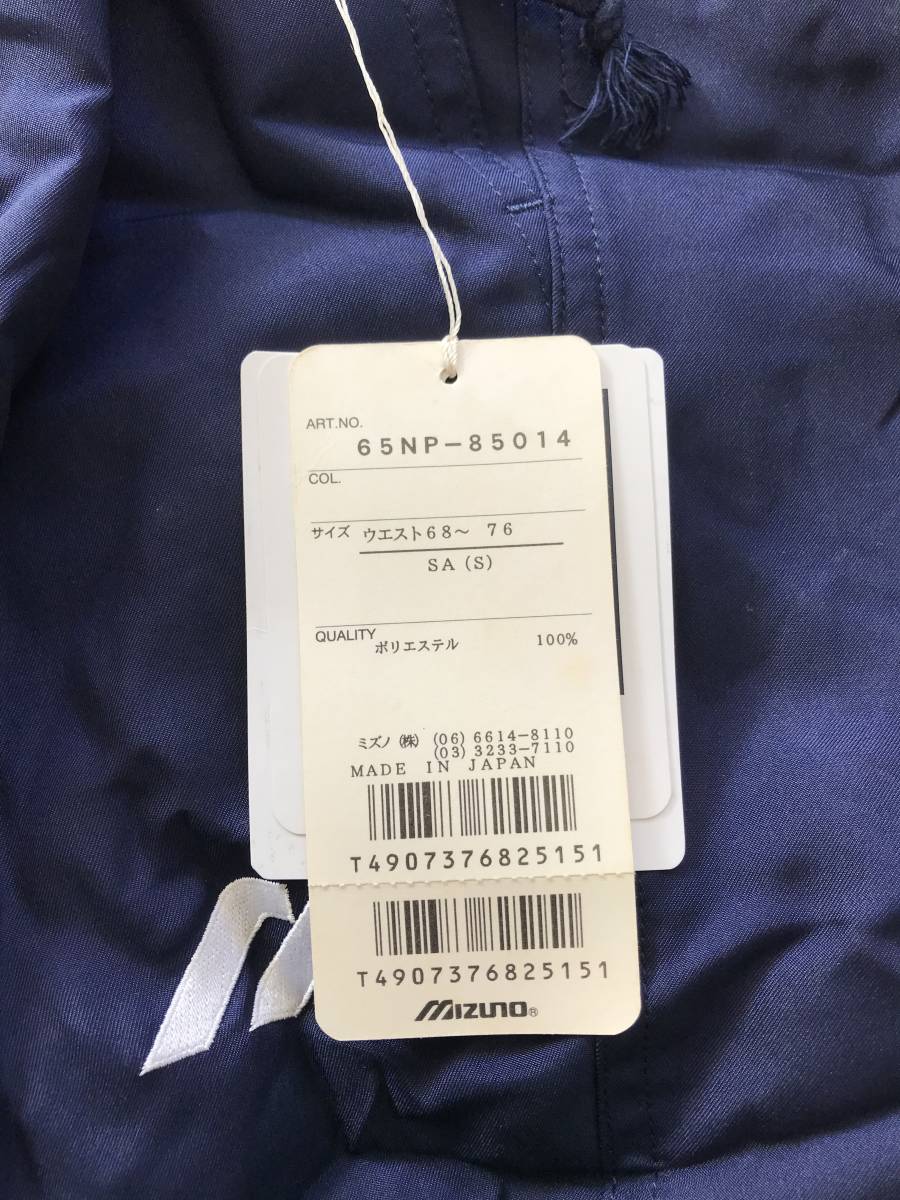 ART.NO.
65NP-85014
COL.
サイズ ウエスト68～ 76
SA(S)
QUALITY
ポリエステル 100%
ミズノ(株) (06) 6614-8110
(03) 3233-7110
MADE IN JAPAN
T4907376825151
T4907376825151
MIZUNO®